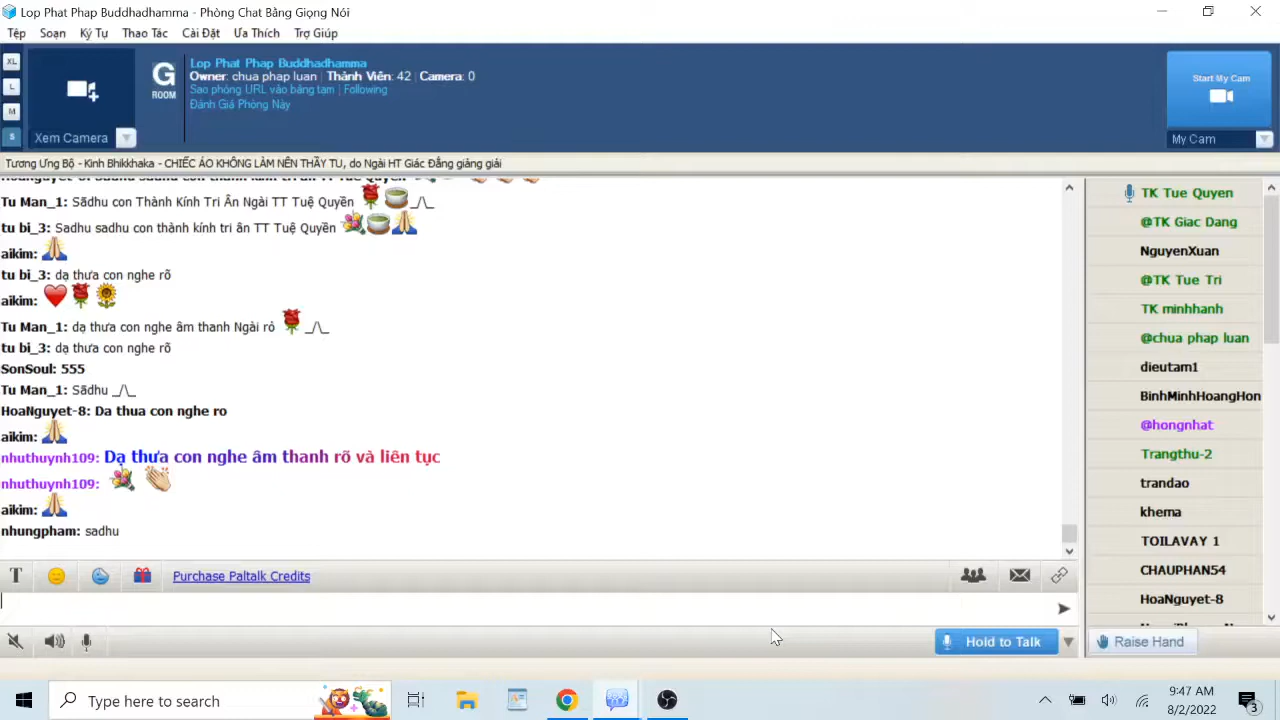 Lop Phat Phap Buddhadhamma - Phòng Chat Bằng Giọng Nói
Tệp Soạn Ký Tự Thao Tác Cài Đặt Ưa Thích Trợ Giúp
XL
L
M
S
Xem Camera
G
ROOM
Lop Phat Phap Buddhadhamma
Owner: chua phap luan | Thành Viên: 42 | Camera: 0
Sao phỏng URL vào bảng tạm | Following
Đánh Giá Phòng Này
Start My Cam
My Cam
Tương Ưng Bộ - Kinh Bhikkhaka - CHIẾC ÁO KHÔNG LÀM NÊN THẦY TU, do Ngài HT Giác Đẳng giảng giải
Tu Man_1: Sādhu con Thành Kính Tri Ân Ngài TT Tuệ Quyền _/\_
tu bi_3: Sadhu sadhu con thành kính tri ân TT Tuệ Quyền
aikim:
tu bi_3: dạ thưa con nghe rõ
aikim:
Tu Man_1: dạ thưa con nghe âm thanh Ngài rỏ _/\_
tu bi_3: dạ thưa con nghe rõ
SonSoul: 555
Tu Man_1: Sādhu _/\_
HoaNguyet-8: Da thua con nghe ro
aikim:
nhuthuynh109: Dạ thưa con nghe âm thanh rõ và liên tục
nhuthuynh109:
aikim:
nhungpham: sadhu
TK Tue Quyen
@TK Giac Dang
NguyenXuan
@TK Tue Tri
TK minhhanh
@chua phap luan
dieutam1
BinhMinhHoangHon
@hongnhat
Trangthu-2
trandao
khema
TOILAVAY 1
CHAUPHAN54
HoaNguyet-8
T
Purchase Paltalk Credits
Hold to Talk
Raise Hand
Type here to search
9:47 AM
8/2/2022
3